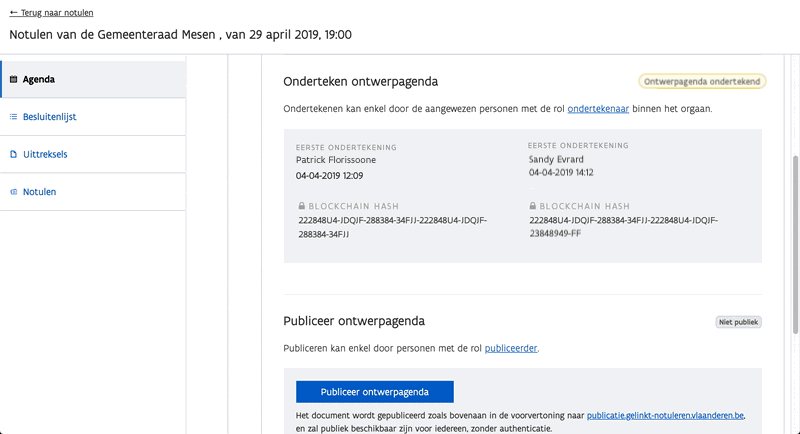 ← Terug naar notulen
Notulen van de Gemeenteraad Mesen , van 29 april 2019, 19:00
Agenda
Besluitenlijst
Uittreksels
Notulen
Onderteken ontwerpagenda
Ontwerpagenda ondertekend
Ondertekenen kan enkel door de aangewezen personen met de rol ondertekenaar binnen het orgaan.
EERSTE ONDERTEKENING
Patrick Florissoone
04-04-2019 12:09
BLOCKCHAIN HASH
222848U4-JDQJF-288384-34FJJ-222848U4-JDQJF-
288384-34FJJ
EERSTE ONDERTEKENING
Sandy Evrard
04-04-2019 14:12
BLOCKCHAIN HASH
222848U4-JDQJF-288384-34FJJ-222848U4-JDQJF-
23848949-FF
Publiceer ontwerpagenda
Niet publiek
Publiceren kan enkel door personen met de rol publiceerder.
Publiceer ontwerpagenda
Het document wordt gepubliceerd zoals bovenaan in de voorvertoning naar publicatie.gelinkt-notuleren.vlaanderen.be,
en zal publiek beschikbaar zijn voor iedereen, zonder authenticatie.